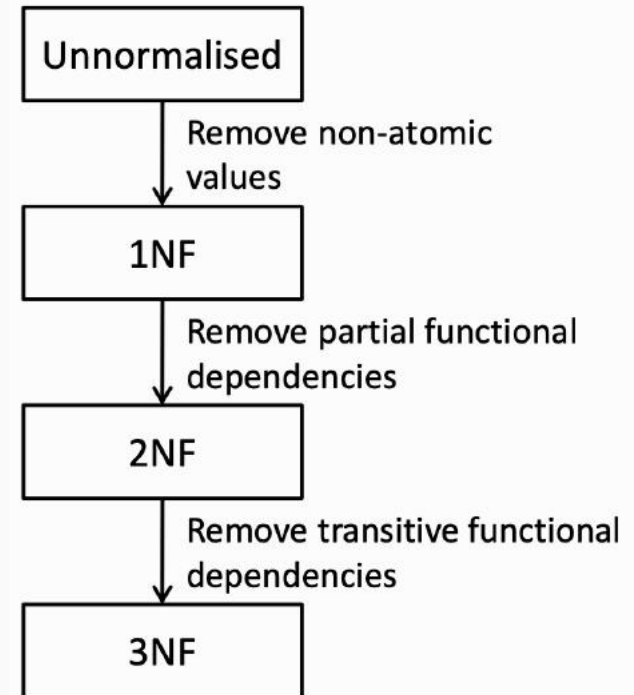 Unnormalised
Remove non-atomic
values
1NF
Remove partial functional
dependencies
2NF
Remove transitive functional
dependencies
3NF